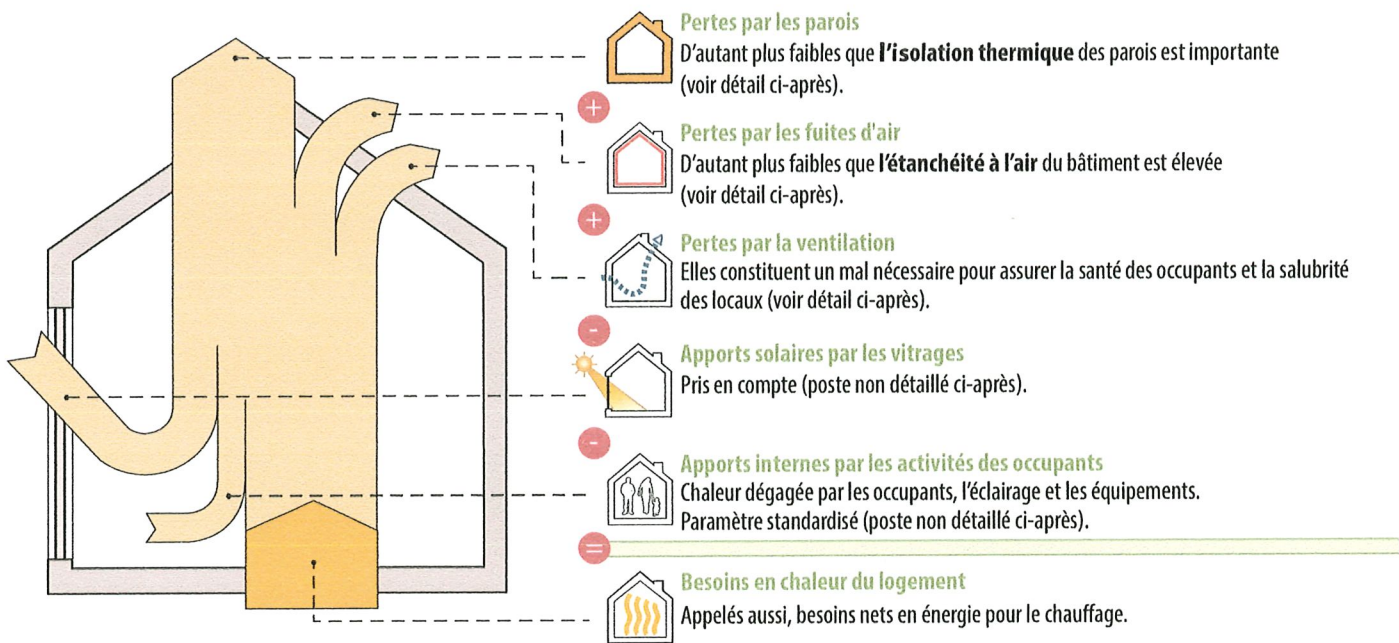 Pertes par les parois
D'autant plus faibles que l'isolation thermique des parois est importante
(voir détail ci-après).
+
Pertes par les fuites d'air
D'autant plus faibles que l'étanchéité à l'air du bâtiment est élevée
(voir détail ci-après).
+
Pertes par la ventilation
Elles constituent un mal nécessaire pour assurer la santé des occupants et la salubrité
des locaux (voir détail ci-après).
-
Apports solaires par les vitrages
Pris en compte (poste non détaillé ci-après).
-
Apports internes par les activités des occupants
Chaleur dégagée par les occupants, l'éclairage et les équipements.
Paramètre standardisé (poste non détaillé ci-après).
=
Besoins en chaleur du logement
Appelés aussi, besoins nets en énergie pour le chauffage.